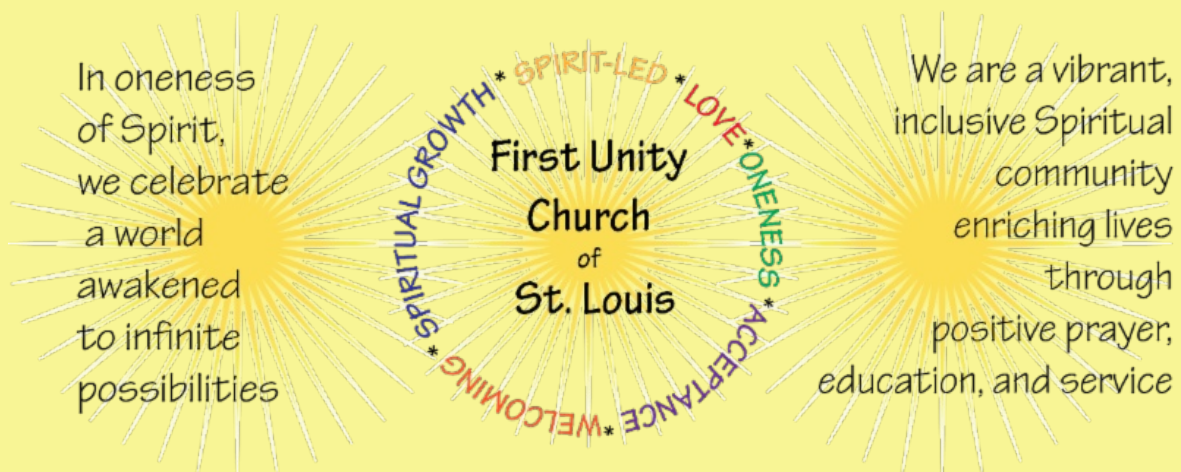 In oneness
of Spirit,
we celebrate
a world
awakened
to infinite
possibilities
SPIRIT-LED * LOVE * ONENESS * ACCEPTANCE * WELCOMING * SPIRITUAL GROWTH *
First Unity
Church
of
St. Louis
We are a vibrant,
inclusive Spiritual
community
enriching lives
through
positive prayer,
education, and service